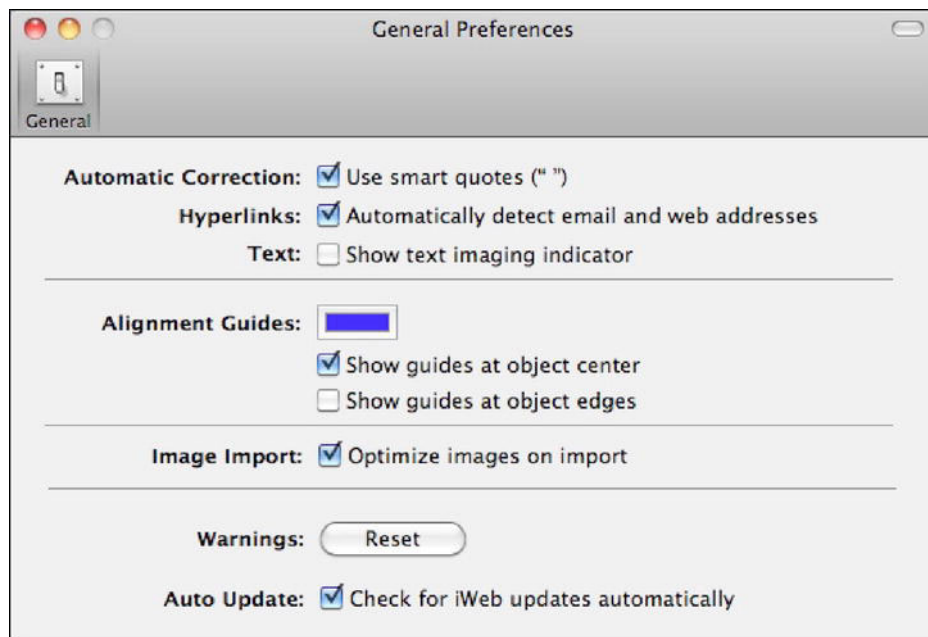 General Preferences
General
Automatic Correction: Use smart quotes (“ ”)
Hyperlinks: Automatically detect email and web addresses
Text: Show text imaging indicator
Alignment Guides:
Show guides at object center
Show guides at object edges
Image Import: Optimize images on import
Warnings: Reset
Auto Update: Check for iWeb updates automatically